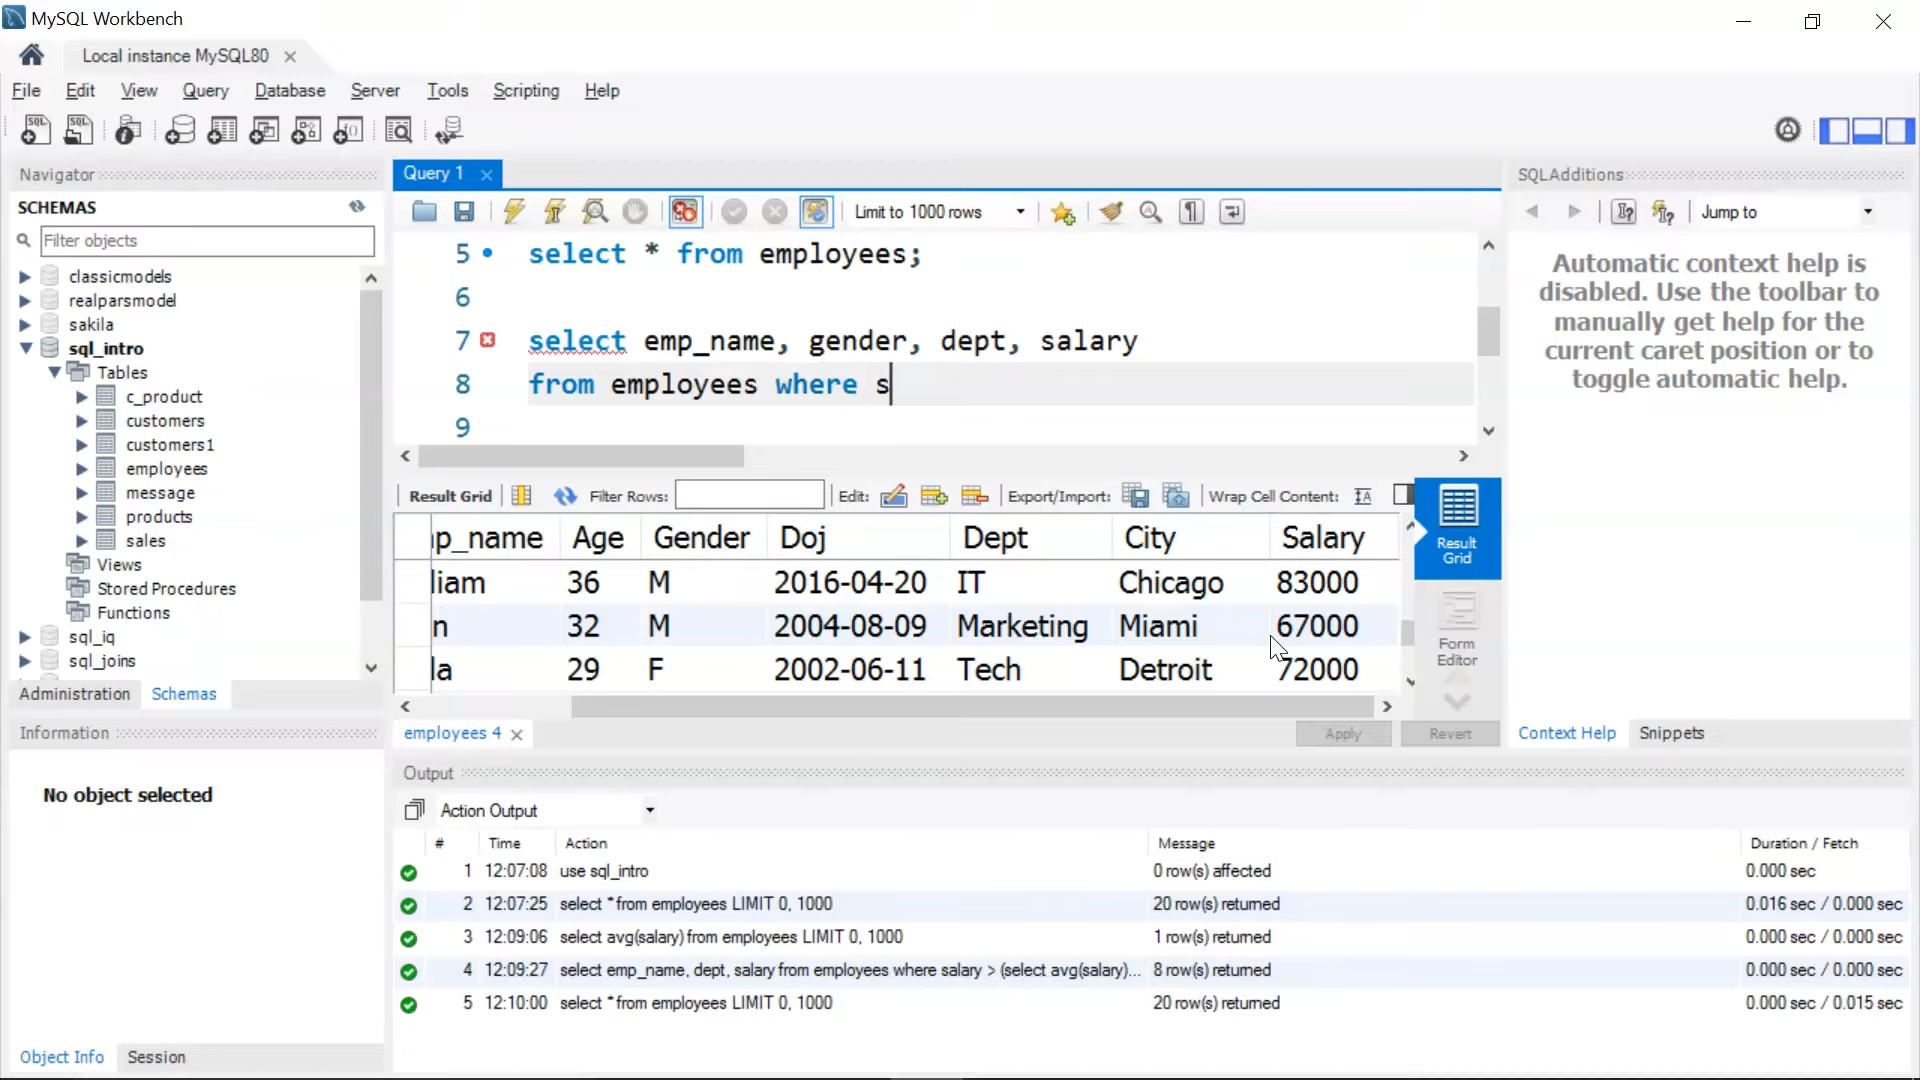 MySQL Workbench
Local instance MySQL80
File Edit View Query Database Server Tools Scripting Help
Navigator
SCHEMAS
Filter objects
classicmodels
realparsmodel
sakila
sql_intro
Tables
c_product
customers
customers1
employees
message
products
sales
Views
Stored Procedures
Functions
sql_iq
sql_joins
Administration Schemas
Information
No object selected
Object Info Session
Query 1
Limit to 1000 rows
5 select * from employees;
6
7 select emp_name, gender, dept, salary
8 from employees where s
9
Result Grid Filter Rows: Edit: Export/Import: Wrap Cell Content:
p_name Age Gender Doj Dept City Salary
liam 36 M 2016-04-20 IT Chicago 83000
n 32 M 2004-08-09 Marketing Miami 67000
la 29 F 2002-06-11 Tech Detroit 72000
Result
Grid
Form
Editor
employees 4 Apply Revert
SQLAdditions
Jump to
Automatic context help is
disabled. Use the toolbar to
manually get help for the
current caret position or to
toggle automatic help.
Context Help Snippets
Output
Action Output
# Time Action Message Duration / Fetch
1 12:07:08 use sql_intro 0 row(s) affected 0.000 sec
2 12:07:25 select * from employees LIMIT 0, 1000 20 row(s) returned 0.016 sec / 0.000 sec
3 12:09:06 select avg(salary) from employees LIMIT 0, 1000 1 row(s) returned 0.000 sec / 0.000 sec
4 12:09:27 select emp_name, dept, salary from employees where salary > (select avg(salary)... 8 row(s) returned 0.000 sec / 0.000 sec
5 12:10:00 select * from employees LIMIT 0, 1000 20 row(s) returned 0.000 sec / 0.015 sec